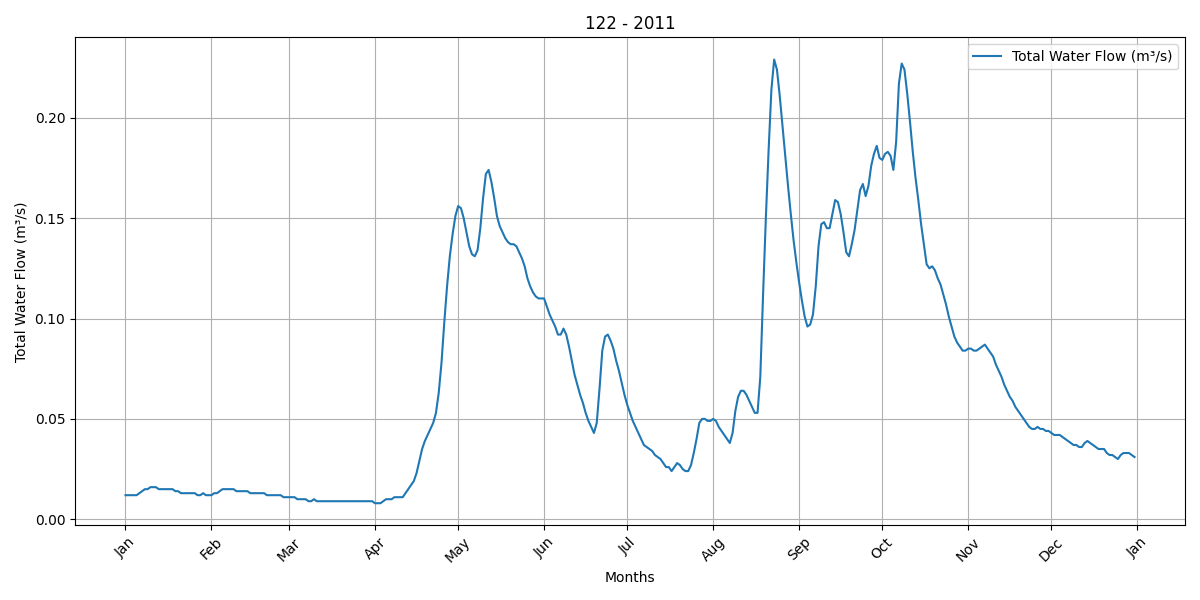 122 - 2011
Total Water Flow (m³/s)
Total Water Flow (m³/s)
0.20
0.15
0.10
0.05
0.00
Jan Feb Mar Apr May Jun Jul Aug Sep Oct Nov Dec Jan
Months